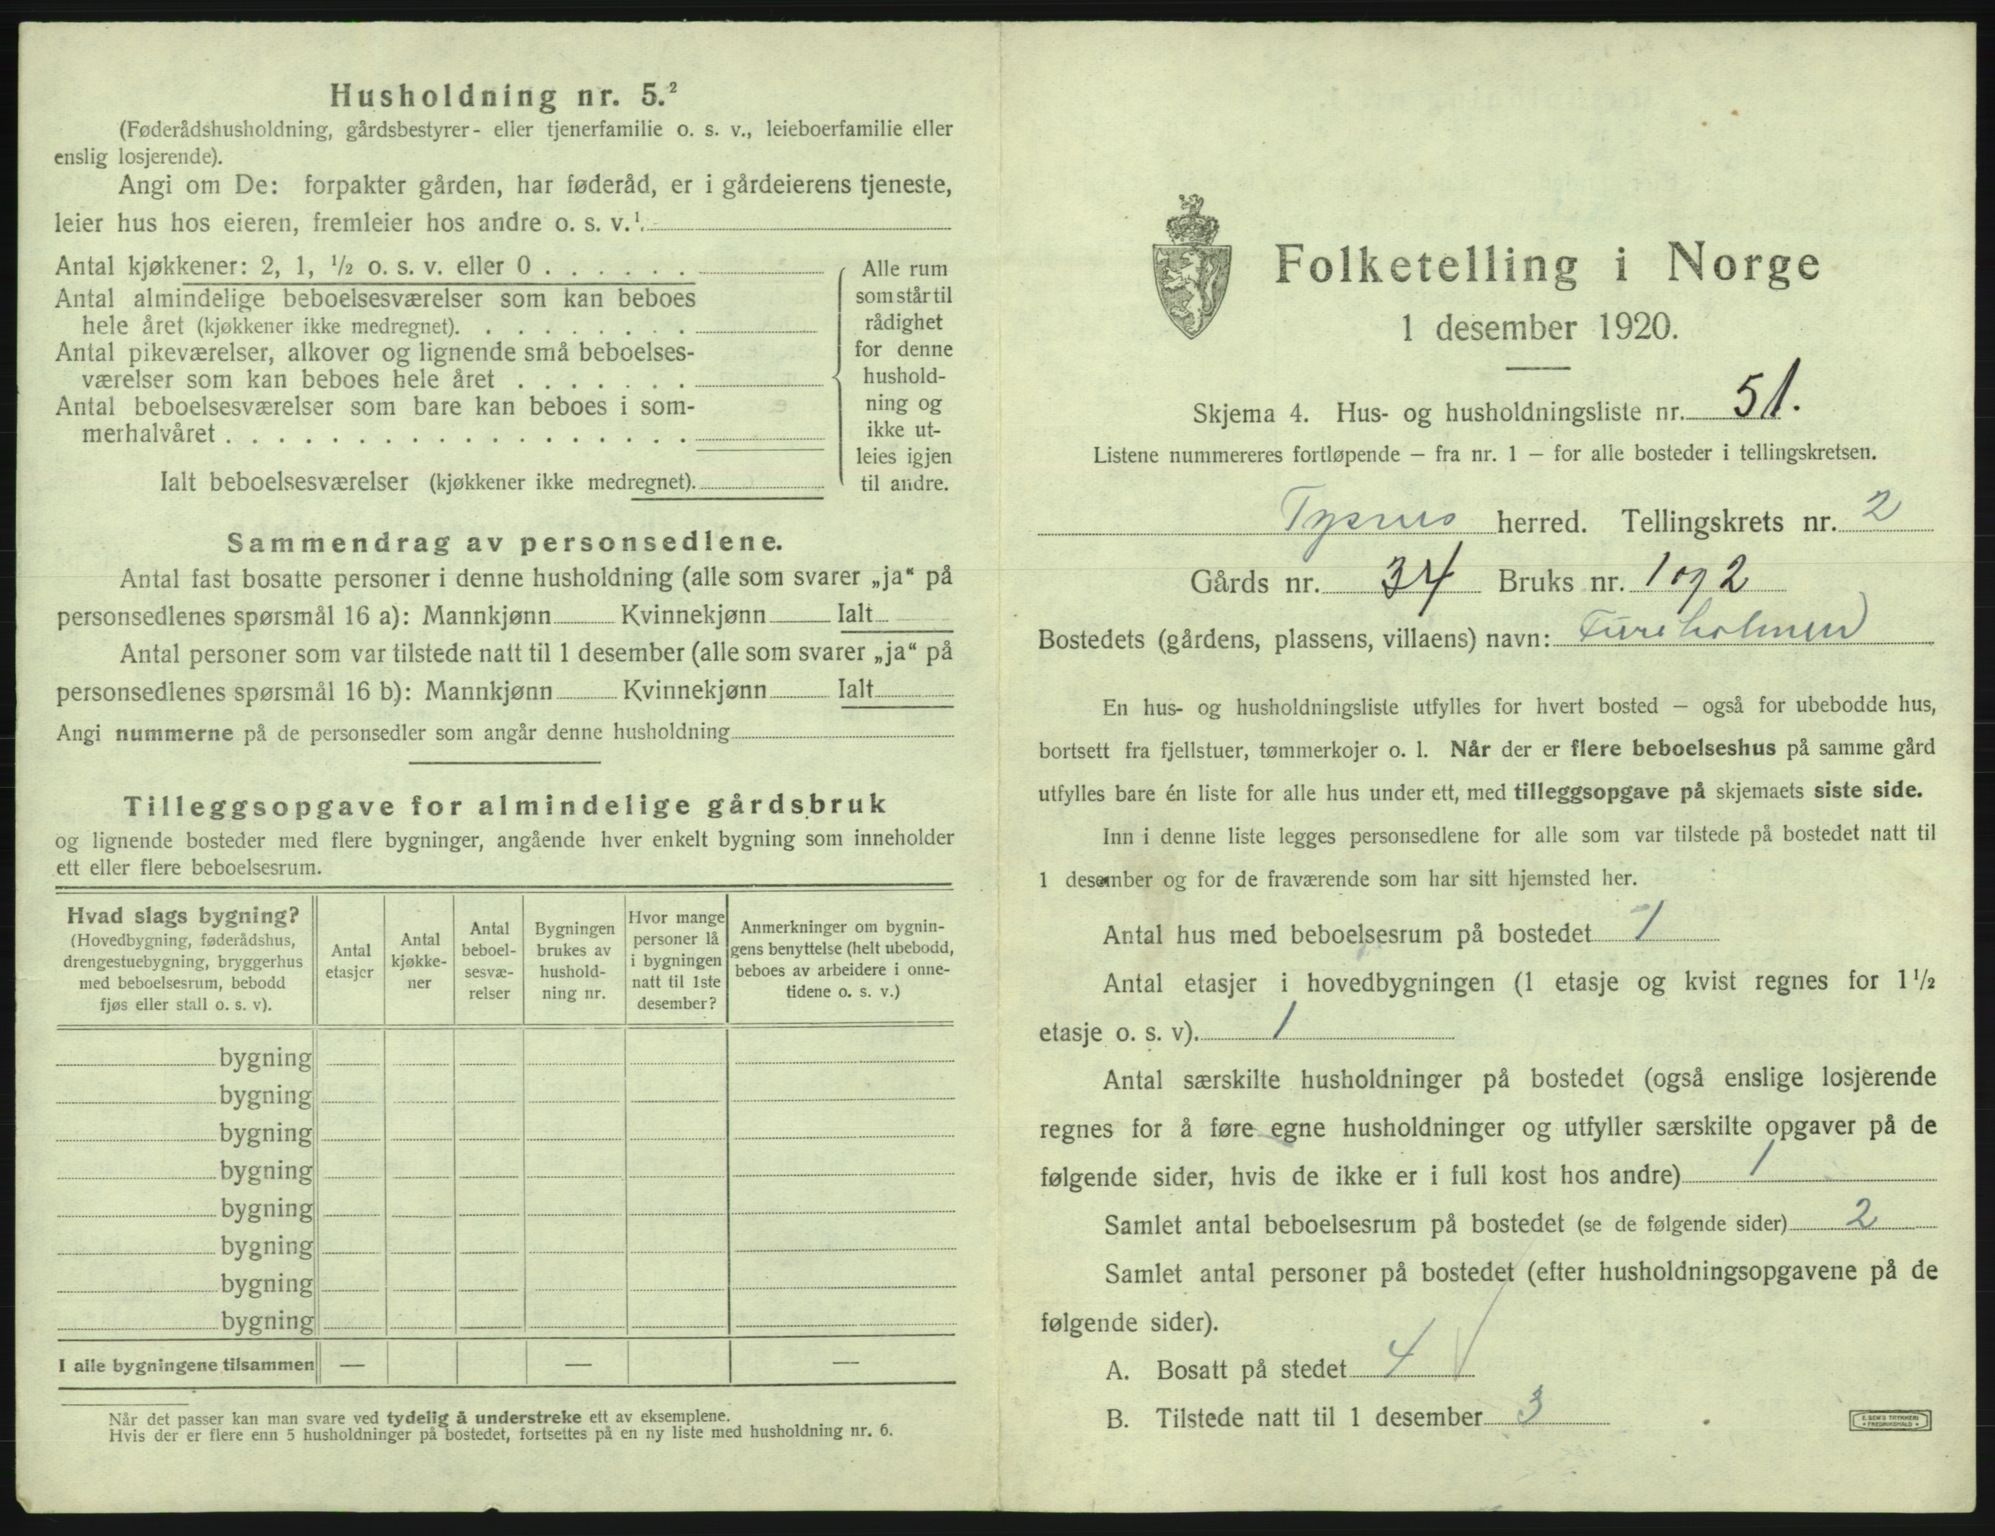 Husholdning nr. 5.²
(Føderådshusholdning, gårdsbestyrer- eller tjenerfamilie o. s. v., leieboerfamilie eller
enslig losjerende).
Angi om De: forpakter gården, har føderåd, er i gårdeierens tjeneste,
leier hus hos eieren, fremleier hos andre o. s. v.¹
Antal kjøkkener: 2, 1, ½ o. s. v. eller 0
Antal almindelige beboelsesværelser som kan beboes
hele året (kjøkkener ikke medregnet).
Antal pikeværelser, alkover og lignende små beboelses-
værelser som kan beboes hele året
Antal beboelsesværelser som bare kan beboes i som-
merhalvåret
Ialt beboelsesværelser (kjøkkener ikke medregnet).
Alle rum
som står til
rådighet
for denne
hushold-
ning og
ikke ut-
leies igjen
til andre.
Sammendrag av personsedlene.
Antal fast bosatte personer i denne husholdning (alle som svarer „ja“ på
personsedlenes spørsmål 16 a): Mannkjønn Kvinnekjønn Ialt
Antal personer som var tilstede natt til 1 desember (alle som svarer „ja“ på
personsedlenes spørsmål 16 b): Mannkjønn Kvinnekjønn Ialt
Angi nummerne på de personsedler som angår denne husholdning
Tilleggsopgave for almindelige gårdsbruk
og lignende bosteder med flere bygninger, angående hver enkelt bygning som inneholder
ett eller flere beboelsesrum.
Hvad slags bygning?
(Hovedbygning, føderådshus,
drengestuebygning, bryggerhus
med beboelsesrum, bebodd
fjøs eller stall o. s. v).
Antal
etasjer
Antal
kjøkke-
ner
Antal
beboel-
sesvæ-
relser
Bygningen
brukes av
hushold-
ning nr.
Hvor mange
personer lå
i bygningen
natt til 1ste
desember?
Anmerkninger om bygnin-
gens benyttelse (helt ubebodd,
beboes av arbeidere i onne-
tidene o. s. v.)
bygning
bygning
bygning
bygning
bygning
bygning
bygning
bygning
I alle bygningene tilsammen — — —
Når det passer kan man svare ved tydelig å understreke ett av eksemplene.
Hvis der er flere enn 5 husholdninger på bostedet, fortsettes på en ny liste med husholdning nr. 6.
Folketelling i Norge
1 desember 1920.
Skjema 4. Hus- og husholdningsliste nr. 51.
Listene nummereres fortløpende – fra nr. 1 – for alle bosteder i tellingskretsen.
Tysnes herred. Tellingskrets nr. 2
Gårds nr. 34 Bruks nr. 1 og 2
Bostedets (gårdens, plassens, villaens) navn: Fureholmen
En hus- og husholdningsliste utfylles for hvert bosted – også for ubebodde hus,
bortsett fra fjellstuer, tømmerkojer o. l. Når der er flere beboelseshus på samme gård
utfylles bare én liste for alle hus under ett, med tilleggsopgave på skjemaets siste side.
Inn i denne liste legges personsedlene for alle som var tilstede på bostedet natt til
1 desember og for de fraværende som har sitt hjemsted her.
Antal hus med beboelsesrum på bostedet 1
Antal etasjer i hovedbygningen (1 etasje og kvist regnes for 1½
etasje o. s. v). 1
Antal særskilte husholdninger på bostedet (også enslige losjerende
regnes for å føre egne husholdninger og utfyller særskilte opgaver på de
følgende sider, hvis de ikke er i full kost hos andre) 1
Samlet antal beboelsesrum på bostedet (se de følgende sider) 2
Samlet antal personer på bostedet (efter husholdningsopgavene på de
følgende sider).
A. Bosatt på stedet 4
B. Tilstede natt til 1 desember 3
E. SEM'S TRYKKERI
FREDRIKSHALD